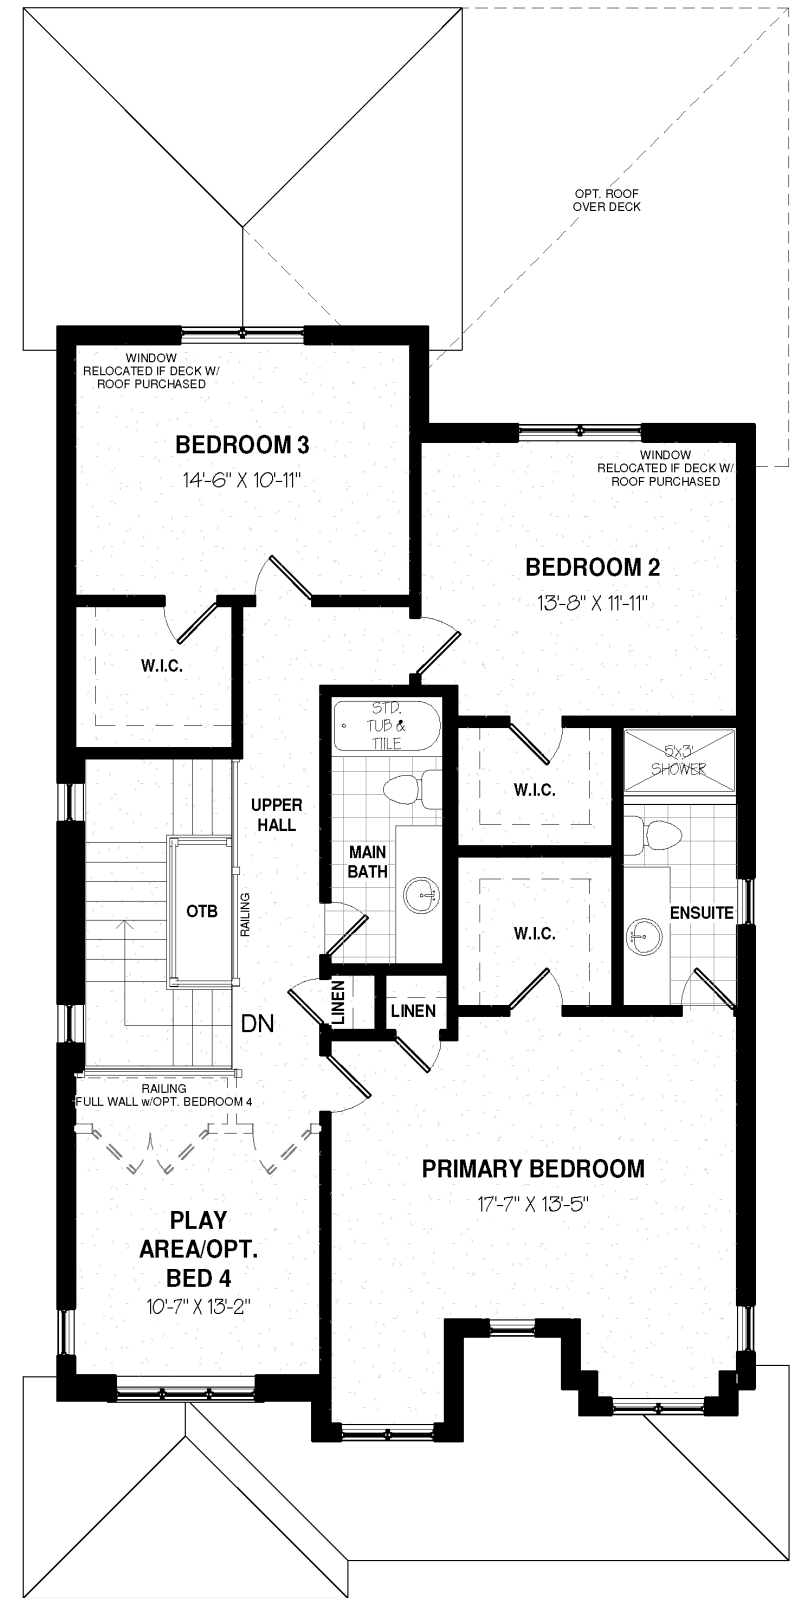 OPT. ROOF
OVER DECK
WINDOW
RELOCATED IF DECK W/
ROOF PURCHASED
BEDROOM 3
14'-6" X 10'-11"
WINDOW
RELOCATED IF DECK W/
ROOF PURCHASED
BEDROOM 2
13'-8" X 11'-11"
W.I.C.
STD.
TUB &
TILE
5'x3'
SHOWER
W.I.C.
UPPER
HALL
MAIN
BATH
OTB
RAILING
W.I.C.
ENSUITE
LINEN
LINEN
DN
RAILING
FULL WALL w/OPT. BEDROOM 4
PRIMARY BEDROOM
17'-7" X 13'-5"
PLAY
AREA/OPT.
BED 4
10'-7" X 13'-2"